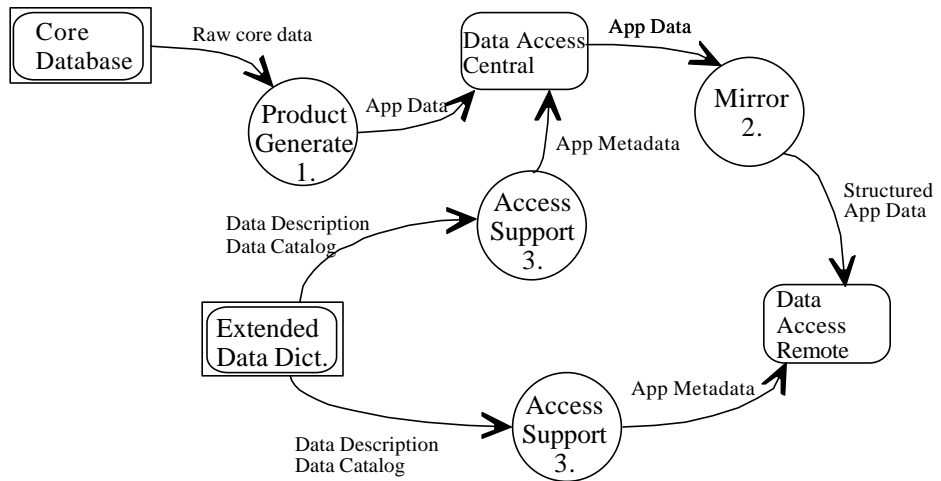 Core
Database
Raw core data
Data Access
Central
App Data
Mirror
2.
Product
Generate
1.
App Data
App Metadata
Structured
App Data
Access
Support
3.
Data Description
Data Catalog
Extended
Data Dict.
Data
Access
Remote
App Metadata
Access
Support
3.
Data Description
Data Catalog